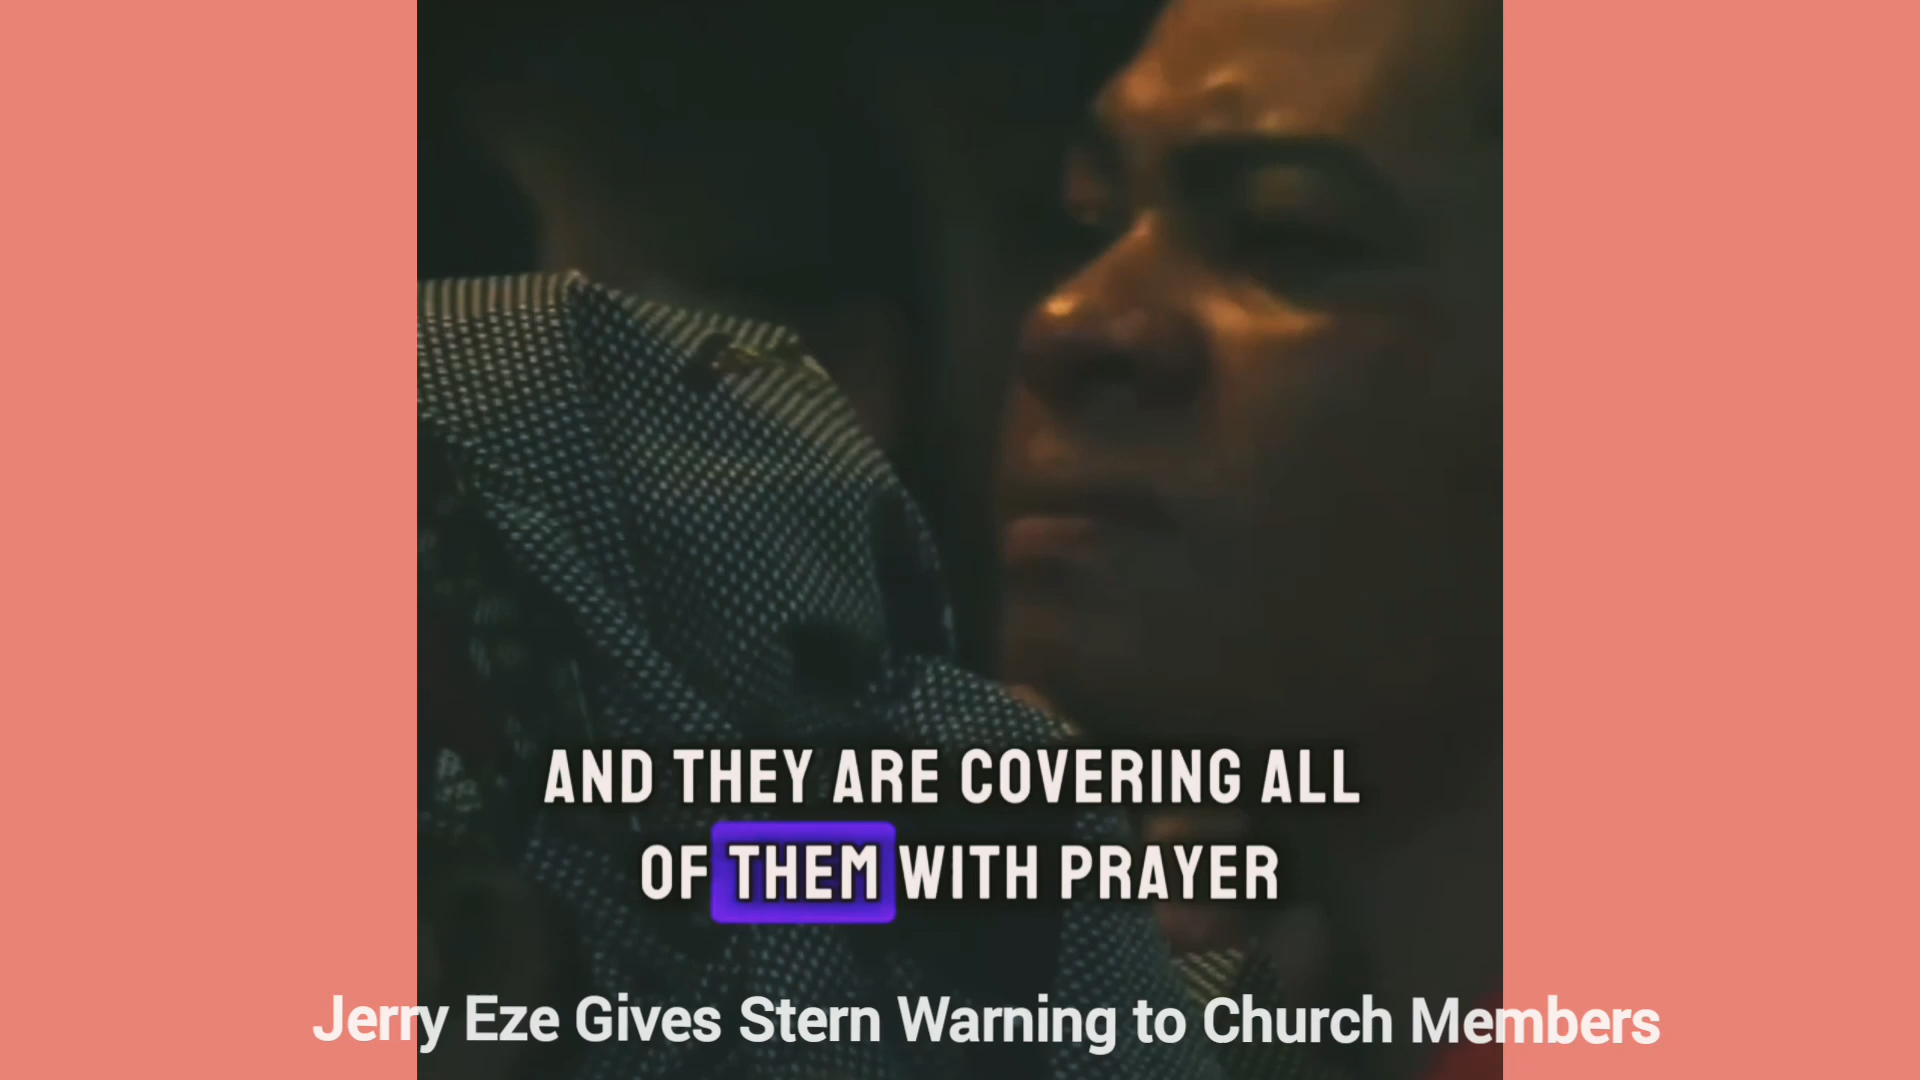 AND THEY ARE COVERING ALL
OF THEM WITH PRAYER
Jerry Eze Gives Stern Warning to Church Members